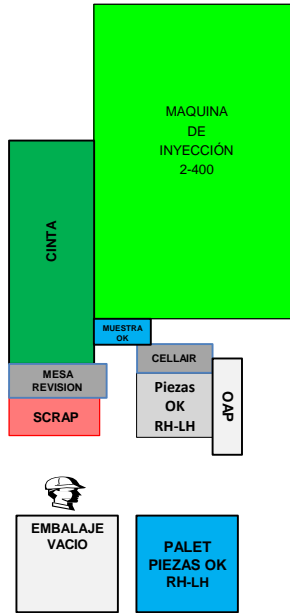 MAQUINA
DE
INYECCIÓN
2-400
CINTA
MUESTRA
OK
CELLAIR
MESA
REVISION
Piezas
OK
RH-LH
OAP
SCRAP
EMBALAJE
VACIO
PALET
PIEZAS OK
RH-LH